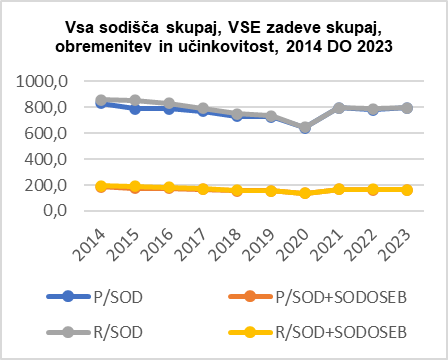 Vsa sodišča skupaj, VSE zadeve skupaj,
obremenitev in učinkovitost, 2014 DO 2023
1000,0
800,0
600,0
400,0
200,0
0,0
2014 2015 2016 2017 2018 2019 2020 2021 2022 2023
P/SOD P/SOD+SODOSEB
R/SOD R/SOD+SODOSEB